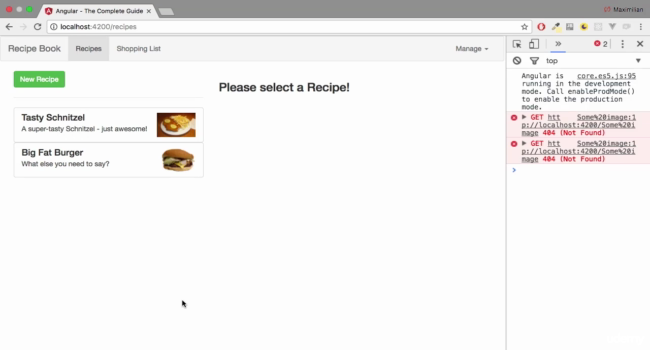 Angular - The Complete Guide
Maximilian
localhost:4200/recipes
Recipe Book
Recipes
Shopping List
Manage
New Recipe
Please select a Recipe!
Tasty Schnitzel
A super-tasty Schnitzel - just awesome!
Big Fat Burger
What else you need to say?
2
top
Angular is core.es5.js:95
running in the development
mode. Call enableProdMode()
to enable the production
mode.
GET htt Some%20image:1
p://localhost:4200/Some%20i
mage 404 (Not Found)
GET htt Some%20image:1
p://localhost:4200/Some%20i
mage 404 (Not Found)